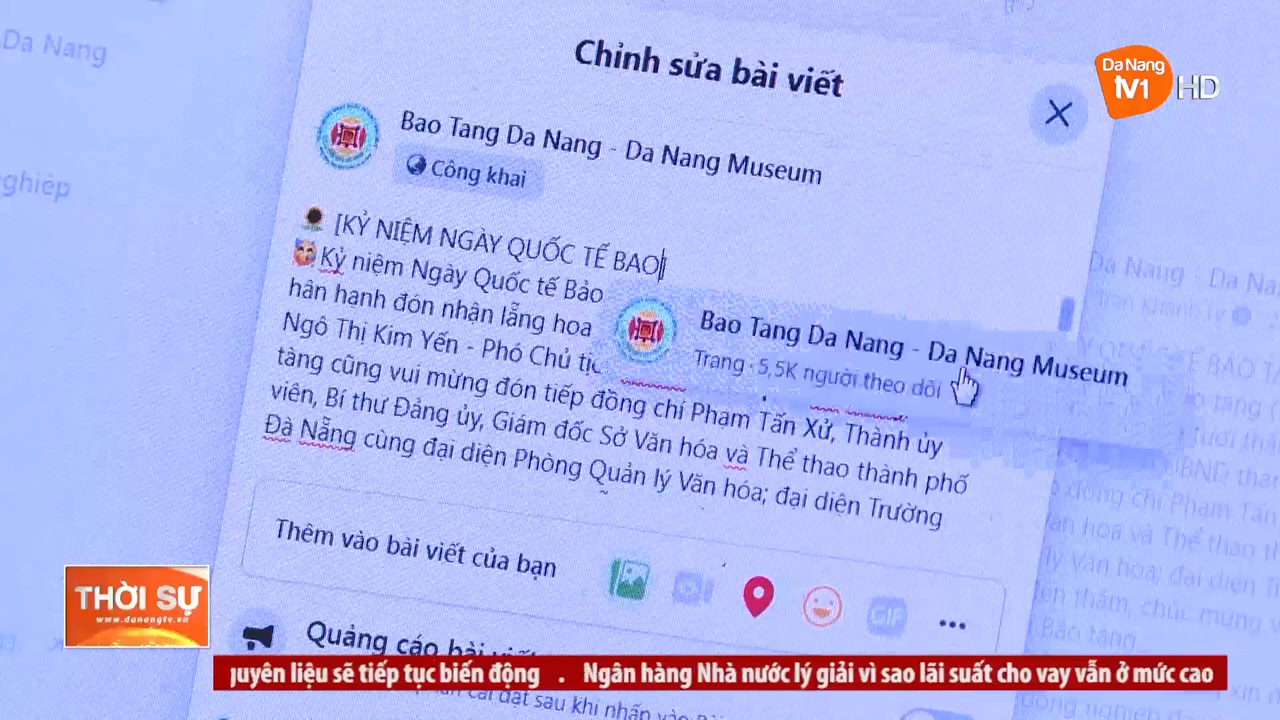 Da Nang
Chỉnh sửa bài viết
Da Nang
TV1 HD
Bao Tang Da Nang - Da Nang Museum
Công khai
[KỶ NIỆM NGÀY QUỐC TẾ BAO
Kỷ niệm Ngày Quốc tế Bảo
hân hạnh đón nhận lẵng hoa
Bao Tang Da Nang - Da Nang Museum
Trang · 5,5K người theo dõi
Ngô Thị Kim Yến - Phó Chủ tịc
tàng cũng vui mừng đón tiếp đồng chí Phạm Tấn Xử, Thành ủy
viên, Bí thư Đảng ủy, Giám đốc Sở Văn hóa và Thể thao thành phố
Đà Nẵng cùng đại diện Phòng Quản lý Văn hóa; đại diện Trường
Thêm vào bài viết của bạn
GIF
THỜI SỰ
www.danangtv.vn
Quảng cáo bài viết
guyên liệu sẽ tiếp tục biến động . Ngân hàng Nhà nước lý giải vì sao lãi suất cho vay vẫn ở mức cao